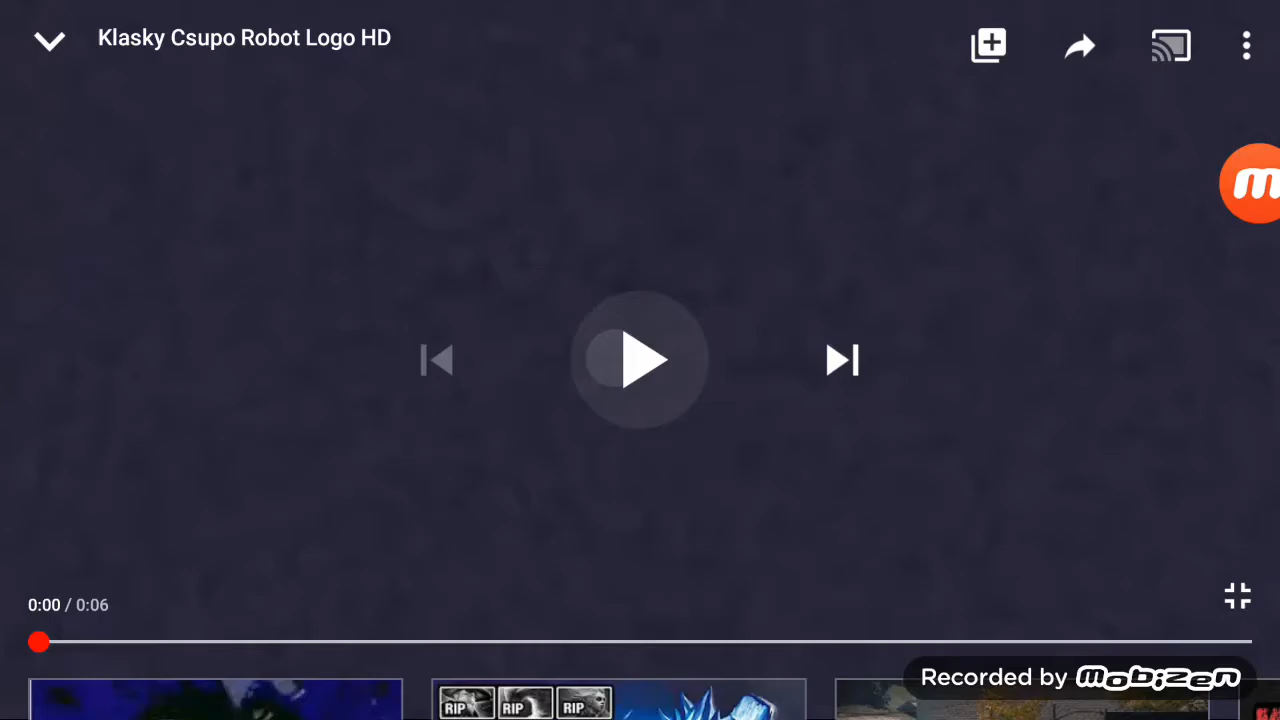 Klasky Csupo Robot Logo HD
m
0:00 / 0:06
RIP RIP RIP
Recorded by mobizen